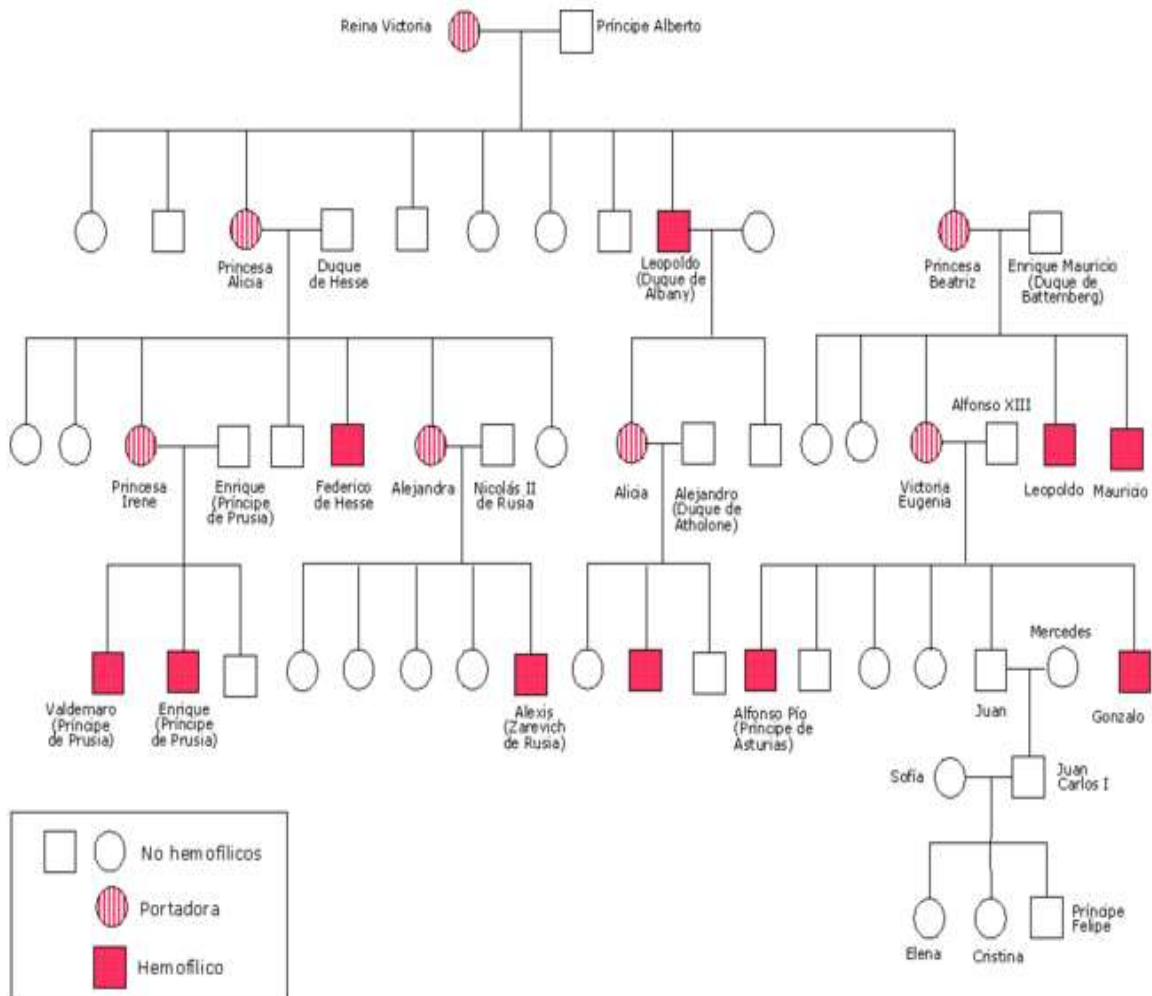 Reina Victoria
Príncipe Alberto
Princesa
Alicia
Duque
de Hesse
Leopoldo
(Duque de
Albany)
Princesa
Beatriz
Enrique Mauricio
(Duque de
Batternberg)
Princesa
Irene
Enrique
(Príncipe
de Prusia)
Federico
de Hesse
Alejandra
Nicolás II
de Rusia
Alicia
Alejandro
(Duque de
Atholone)
Victoria
Eugenia
Alfonso XIII
Leopoldo
Mauricio
Valdemaro
(Príncipe
de Prusia)
Enrique
(Príncipe
de Prusia)
Alexis
(Zarevich
de Rusia)
Alfonso Pío
(Príncipe de
Asturias)
Juan
Mercedes
Gonzalo
Sofía
Juan
Carlos I
Elena
Cristina
Príncipe
Felipe
No hemofílicos
Portadora
Hemofílico